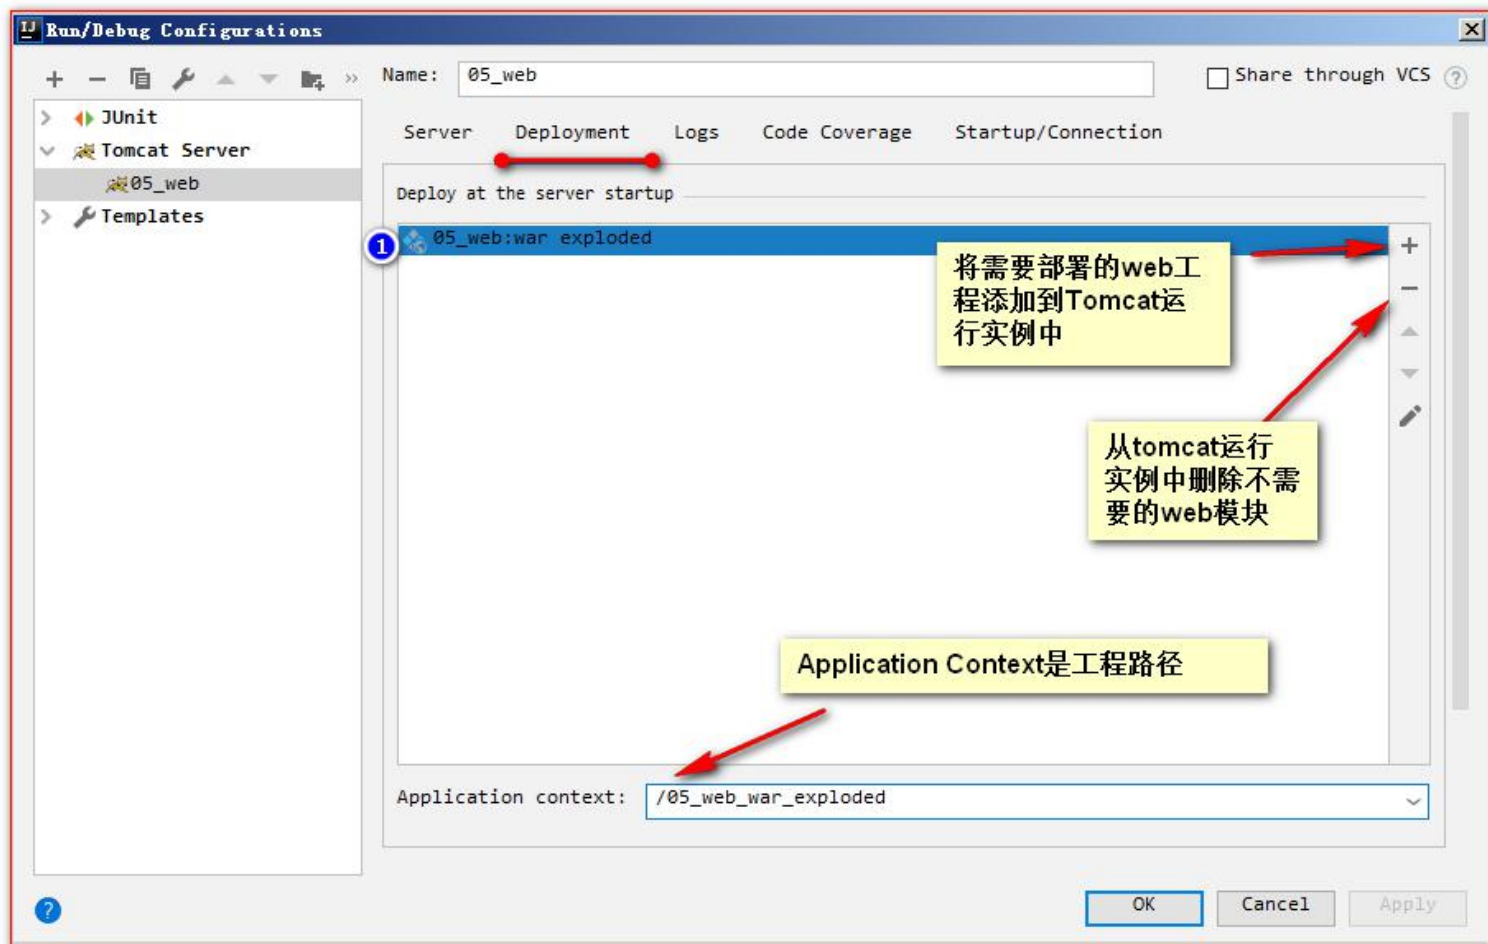 Run/Debug Configurations
Name: 05_web
Share through VCS
JUnit
Tomcat Server
05_web
Templates
Server Deployment Logs Code Coverage Startup/Connection
Deploy at the server startup
1
05_web:war exploded
将需要部署的web工
程添加到Tomcat运
行实例中
从tomcat运行
实例中删除不需
要的web模块
Application Context是工程路径
Application context: /05_web_war_exploded
OK Cancel Apply